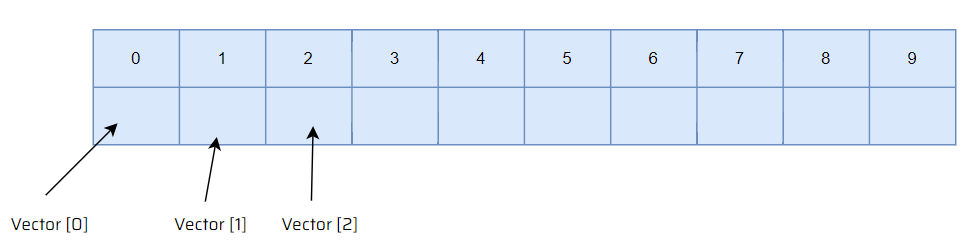 0 1 2 3 4 5 6 7 8 9
Vector [0] Vector [1] Vector [2]